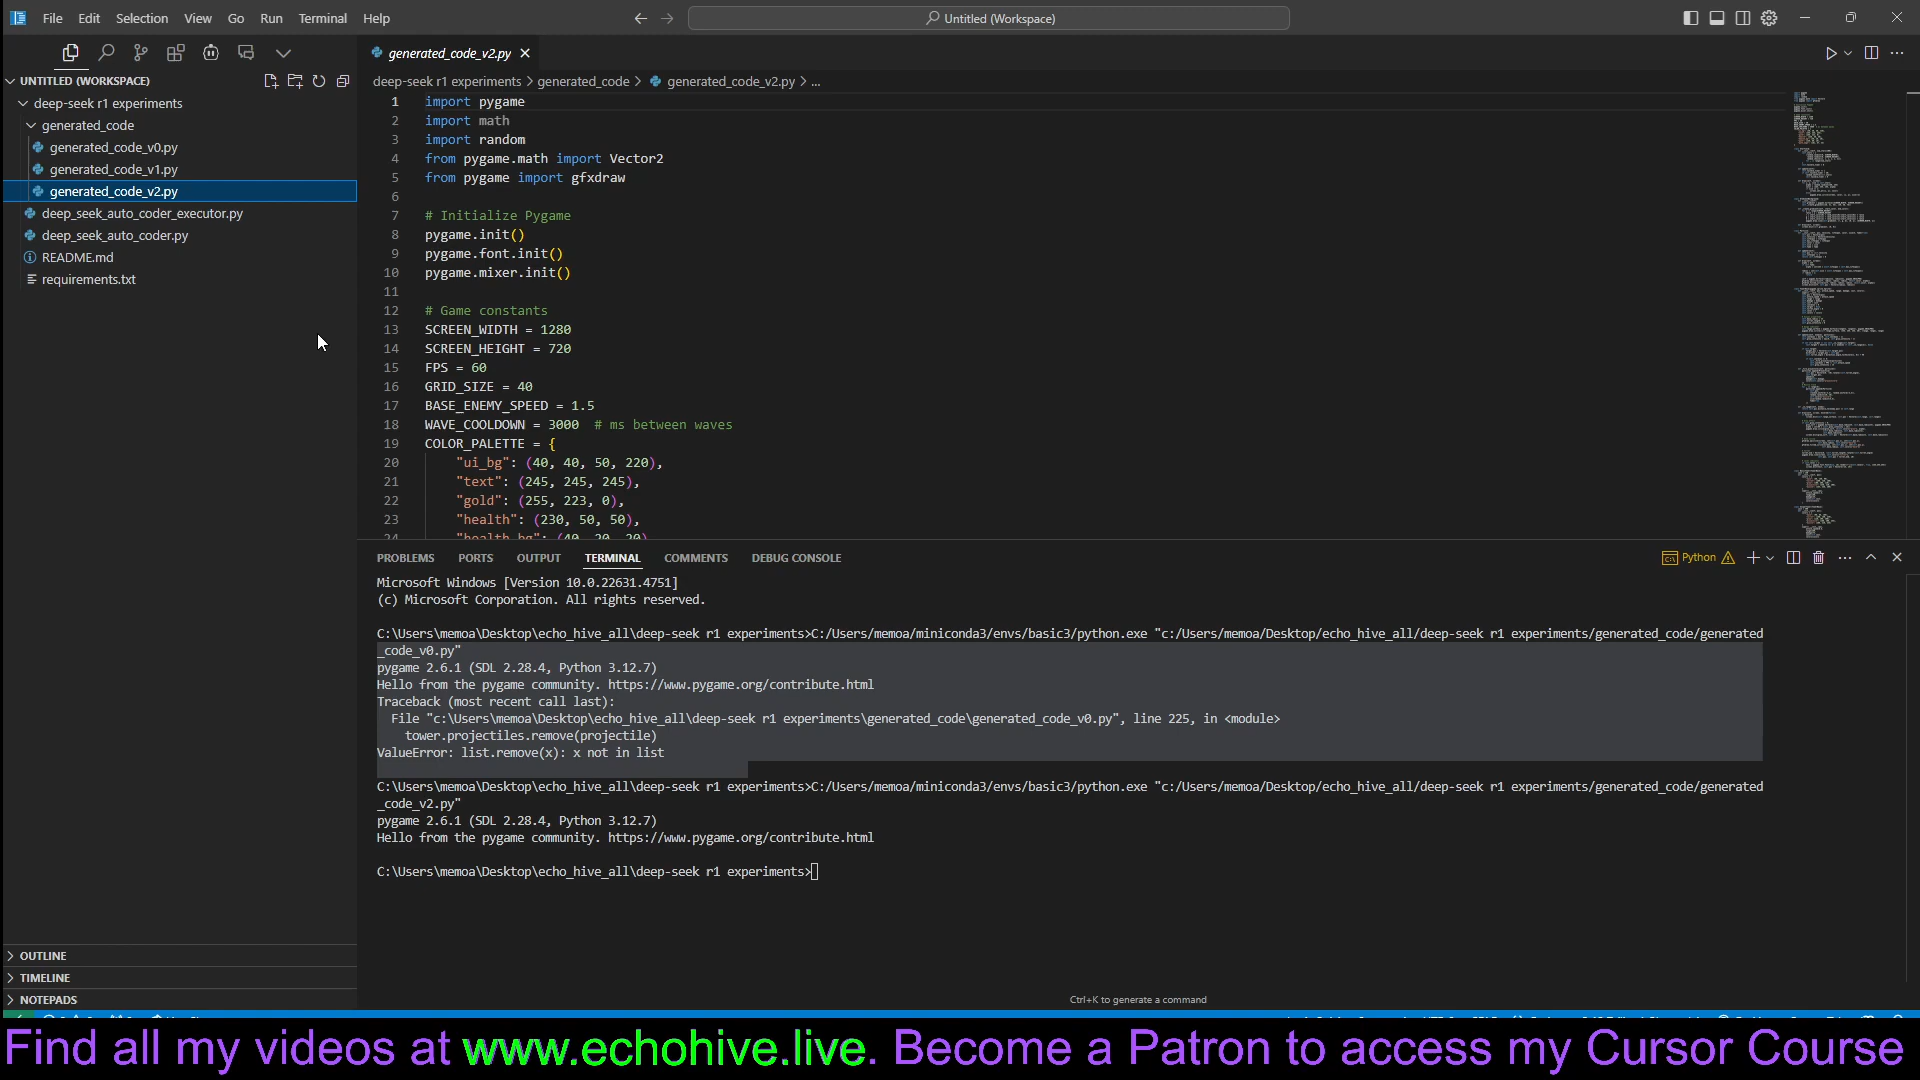 File Edit Selection View Go Run Terminal Help
Untitled (Workspace)
generated_code_v2.py
UNTITLED (WORKSPACE)
deep-seek r1 experiments
generated_code
generated_code_v0.py
generated_code_v1.py
generated_code_v2.py
deep_seek_auto_coder_executor.py
deep_seek_auto_coder.py
README.md
requirements.txt
OUTLINE
TIMELINE
NOTEPADS
deep-seek r1 experiments > generated_code > generated_code_v2.py > ...
1 import pygame
2 import math
3 import random
4 from pygame.math import Vector2
5 from pygame import gfxdraw
6
7 # Initialize Pygame
8 pygame.init()
9 pygame.font.init()
10 pygame.mixer.init()
11
12 # Game constants
13 SCREEN_WIDTH = 1280
14 SCREEN_HEIGHT = 720
15 FPS = 60
16 GRID_SIZE = 40
17 BASE_ENEMY_SPEED = 1.5
18 WAVE_COOLDOWN = 3000 # ms between waves
19 COLOR_PALETTE = {
20 "ui_bg": (40, 40, 50, 220),
21 "text": (245, 245, 245),
22 "gold": (255, 223, 0),
23 "health": (230, 50, 50),
24 "health_bg": (40, 20, 20)
PROBLEMS PORTS OUTPUT TERMINAL COMMENTS DEBUG CONSOLE
Python
Microsoft Windows [Version 10.0.22631.4751]
(c) Microsoft Corporation. All rights reserved.
C:\Users\memoa\Desktop\echo_hive_all\deep-seek r1 experiments>C:/Users/memoa/miniconda3/envs/basic3/python.exe "c:/Users/memoa/Desktop/echo_hive_all/deep-seek r1 experiments/generated_code/generated
_code_v0.py"
pygame 2.6.1 (SDL 2.28.4, Python 3.12.7)
Hello from the pygame community. https://www.pygame.org/contribute.html
Traceback (most recent call last):
File "c:\Users\memoa\Desktop\echo_hive_all\deep-seek r1 experiments\generated_code\generated_code_v0.py", line 225, in <module>
tower.projectiles.remove(projectile)
ValueError: list.remove(x): x not in list
C:\Users\memoa\Desktop\echo_hive_all\deep-seek r1 experiments>C:/Users/memoa/miniconda3/envs/basic3/python.exe "c:/Users/memoa/Desktop/echo_hive_all/deep-seek r1 experiments/generated_code/generated
_code_v2.py"
pygame 2.6.1 (SDL 2.28.4, Python 3.12.7)
Hello from the pygame community. https://www.pygame.org/contribute.html
C:\Users\memoa\Desktop\echo_hive_all\deep-seek r1 experiments>
Ctrl+K to generate a command
Find all my videos at www.echohive.live. Become a Patron to access my Cursor Course